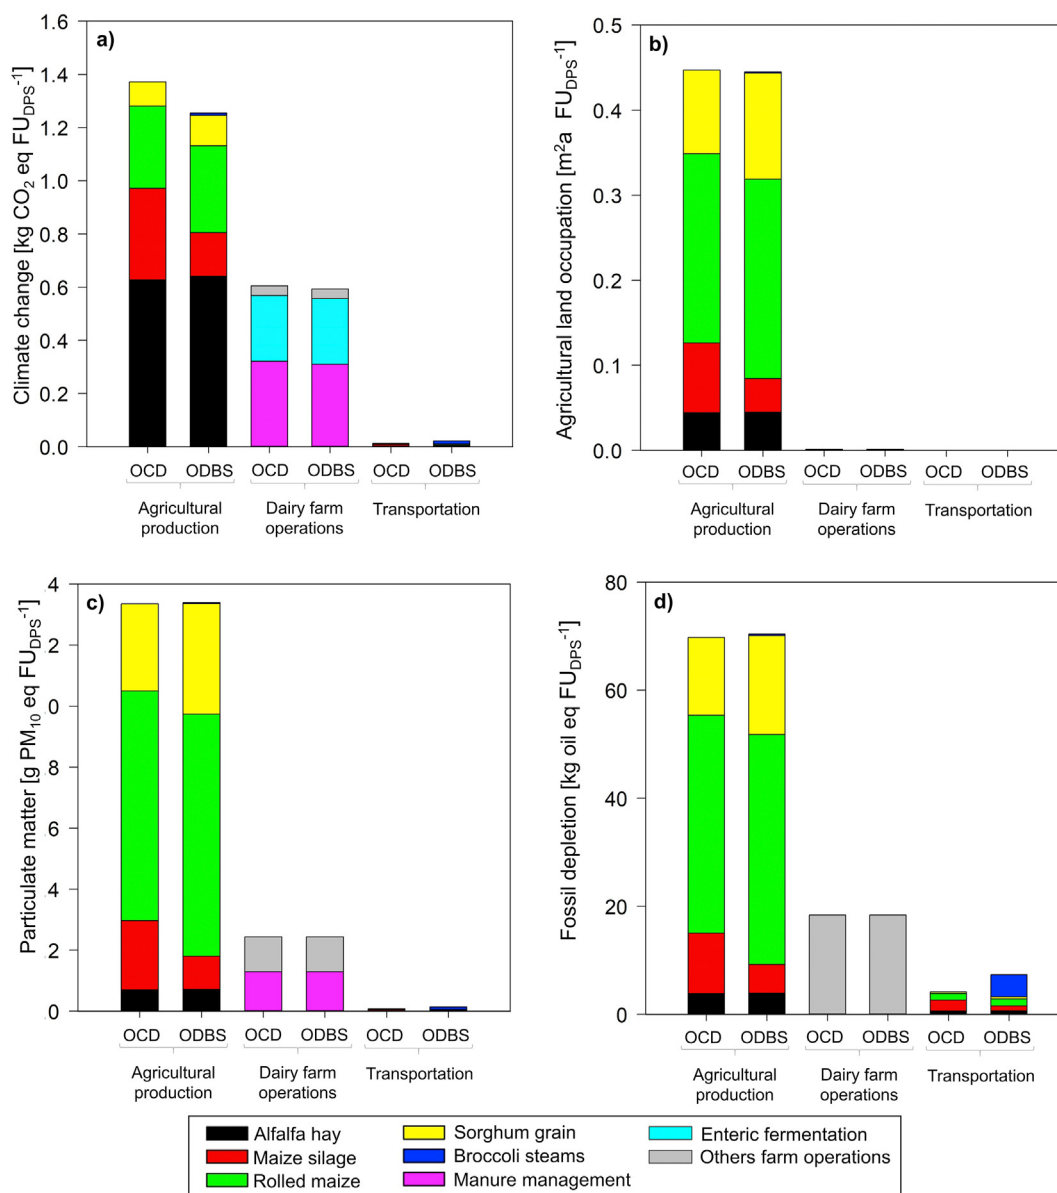 a)
Climate change [kg CO₂ eq FU_DPS⁻¹]
1.6
1.4
1.2
1.0
0.8
0.6
0.4
0.2
0.0
OCD ODBS OCD ODBS OCD ODBS
Agricultural production
Dairy farm operations
Transportation
b)
Agricultural land occupation [m²a FU_DPS⁻¹]
0.5
0.4
0.3
0.2
0.1
0.0
OCD ODBS OCD ODBS OCD ODBS
Agricultural production
Dairy farm operations
Transportation
c)
Particulate matter [g PM₁₀ eq FU_DPS⁻¹]
4
2
0
8
6
4
2
0
OCD ODBS OCD ODBS OCD ODBS
Agricultural production
Dairy farm operations
Transportation
d)
Fossil depletion [kg oil eq FU_DPS⁻¹]
80
60
40
20
0
OCD ODBS OCD ODBS OCD ODBS
Agricultural production
Dairy farm operations
Transportation
Alfalfa hay
Maize silage
Rolled maize
Sorghum grain
Broccoli steams
Manure management
Enteric fermentation
Others farm operations